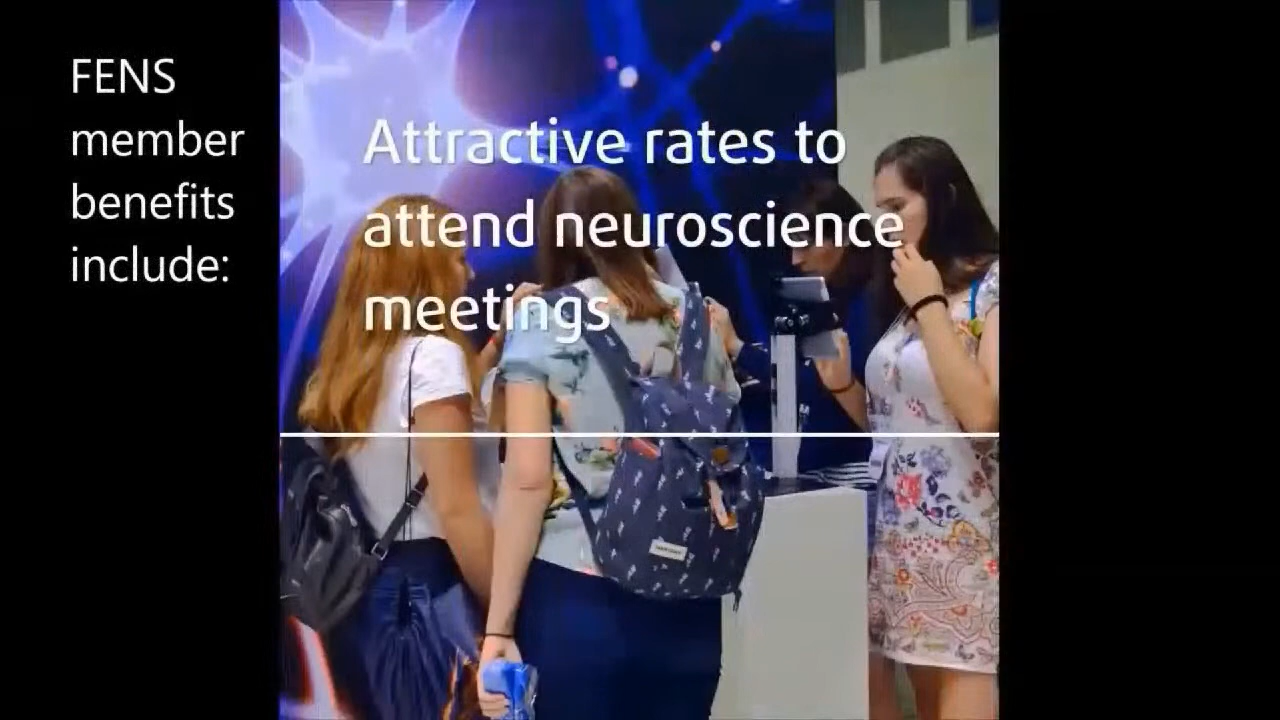 FENS
member
benefits
include:
Attractive rates to
attend neuroscience
meetings